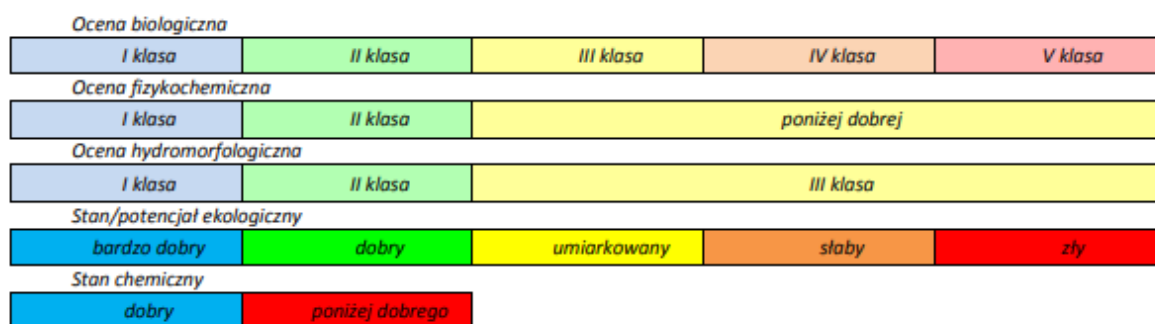 Ocena biologiczna
I klasa II klasa III klasa IV klasa V klasa
Ocena fizykochemiczna
I klasa II klasa poniżej dobrej
Ocena hydromorfologiczna
I klasa II klasa III klasa
Stan/potencjał ekologiczny
bardzo dobry dobry umiarkowany słaby zły
Stan chemiczny
dobry poniżej dobrego